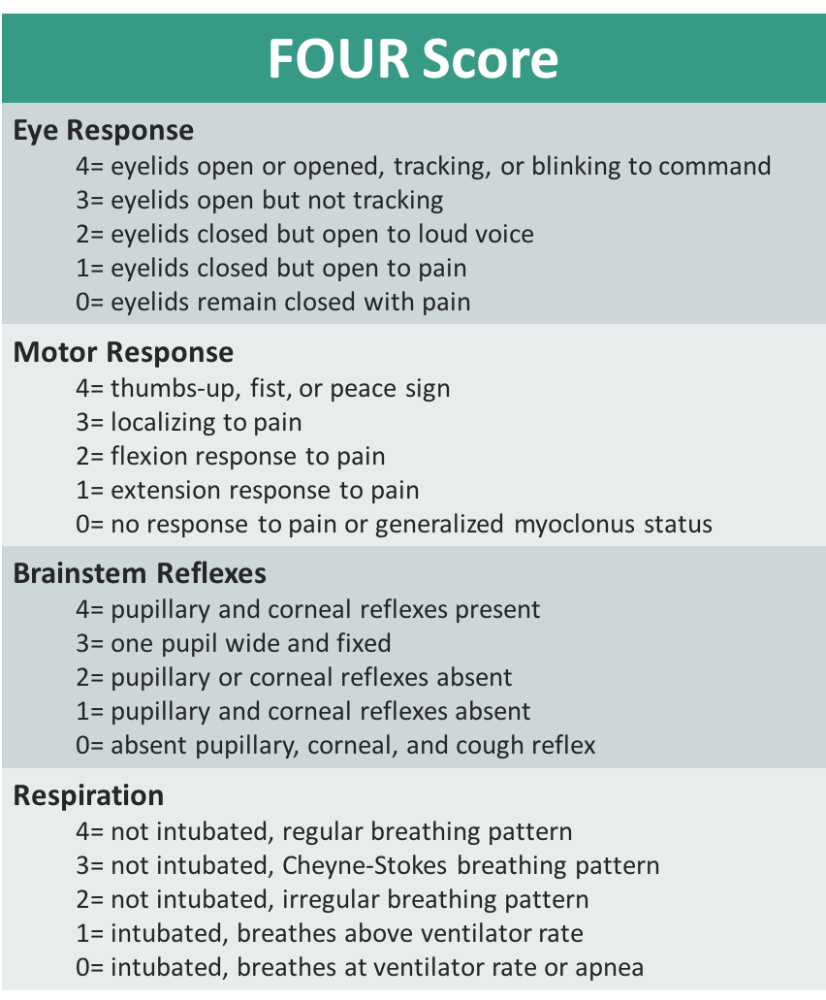 FOUR Score
Eye Response
4= eyelids open or opened, tracking, or blinking to command
3= eyelids open but not tracking
2= eyelids closed but open to loud voice
1= eyelids closed but open to pain
0= eyelids remain closed with pain
Motor Response
4= thumbs-up, fist, or peace sign
3= localizing to pain
2= flexion response to pain
1= extension response to pain
0= no response to pain or generalized myoclonus status
Brainstem Reflexes
4= pupillary and corneal reflexes present
3= one pupil wide and fixed
2= pupillary or corneal reflexes absent
1= pupillary and corneal reflexes absent
0= absent pupillary, corneal, and cough reflex
Respiration
4= not intubated, regular breathing pattern
3= not intubated, Cheyne-Stokes breathing pattern
2= not intubated, irregular breathing pattern
1= intubated, breathes above ventilator rate
0= intubated, breathes at ventilator rate or apnea